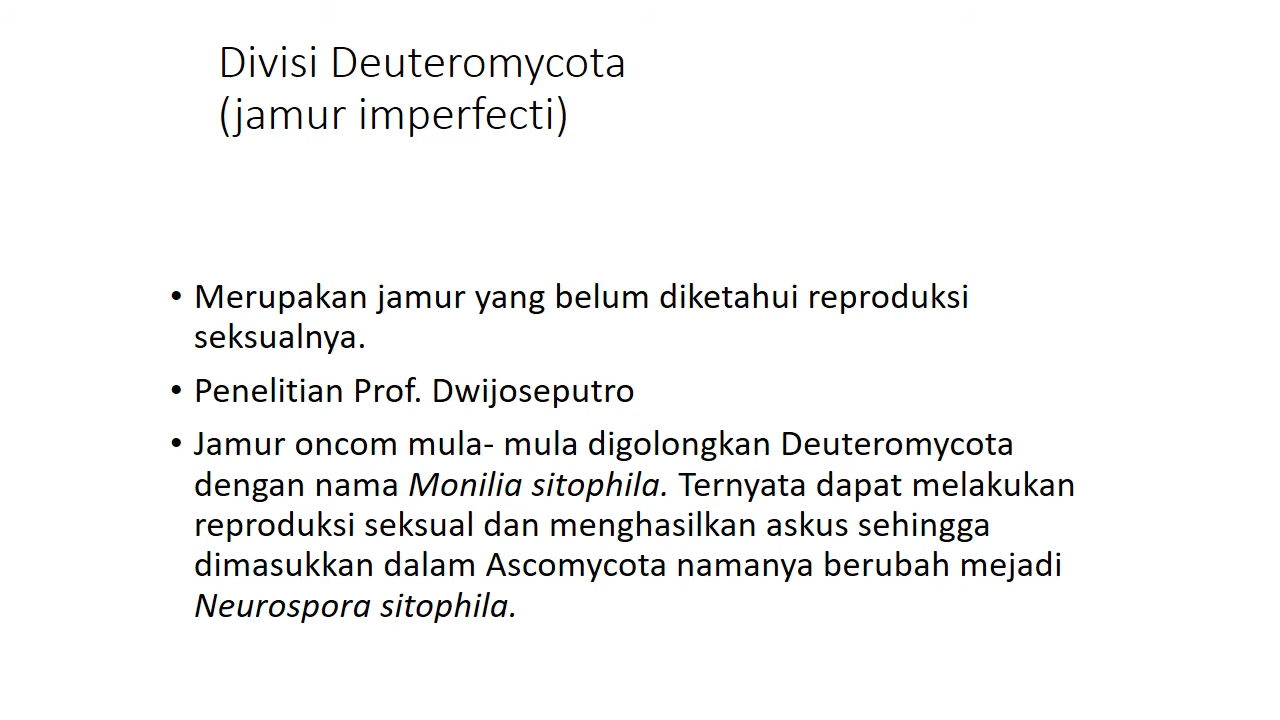 Divisi Deuteromycota
(jamur imperfecti)
• Merupakan jamur yang belum diketahui reproduksi
seksualnya.
• Penelitian Prof. Dwijoseputro
• Jamur oncom mula- mula digolongkan Deuteromycota
dengan nama Monilia sitophila. Ternyata dapat melakukan
reproduksi seksual dan menghasilkan askus sehingga
dimasukkan dalam Ascomycota namanya berubah mejadi
Neurospora sitophila.